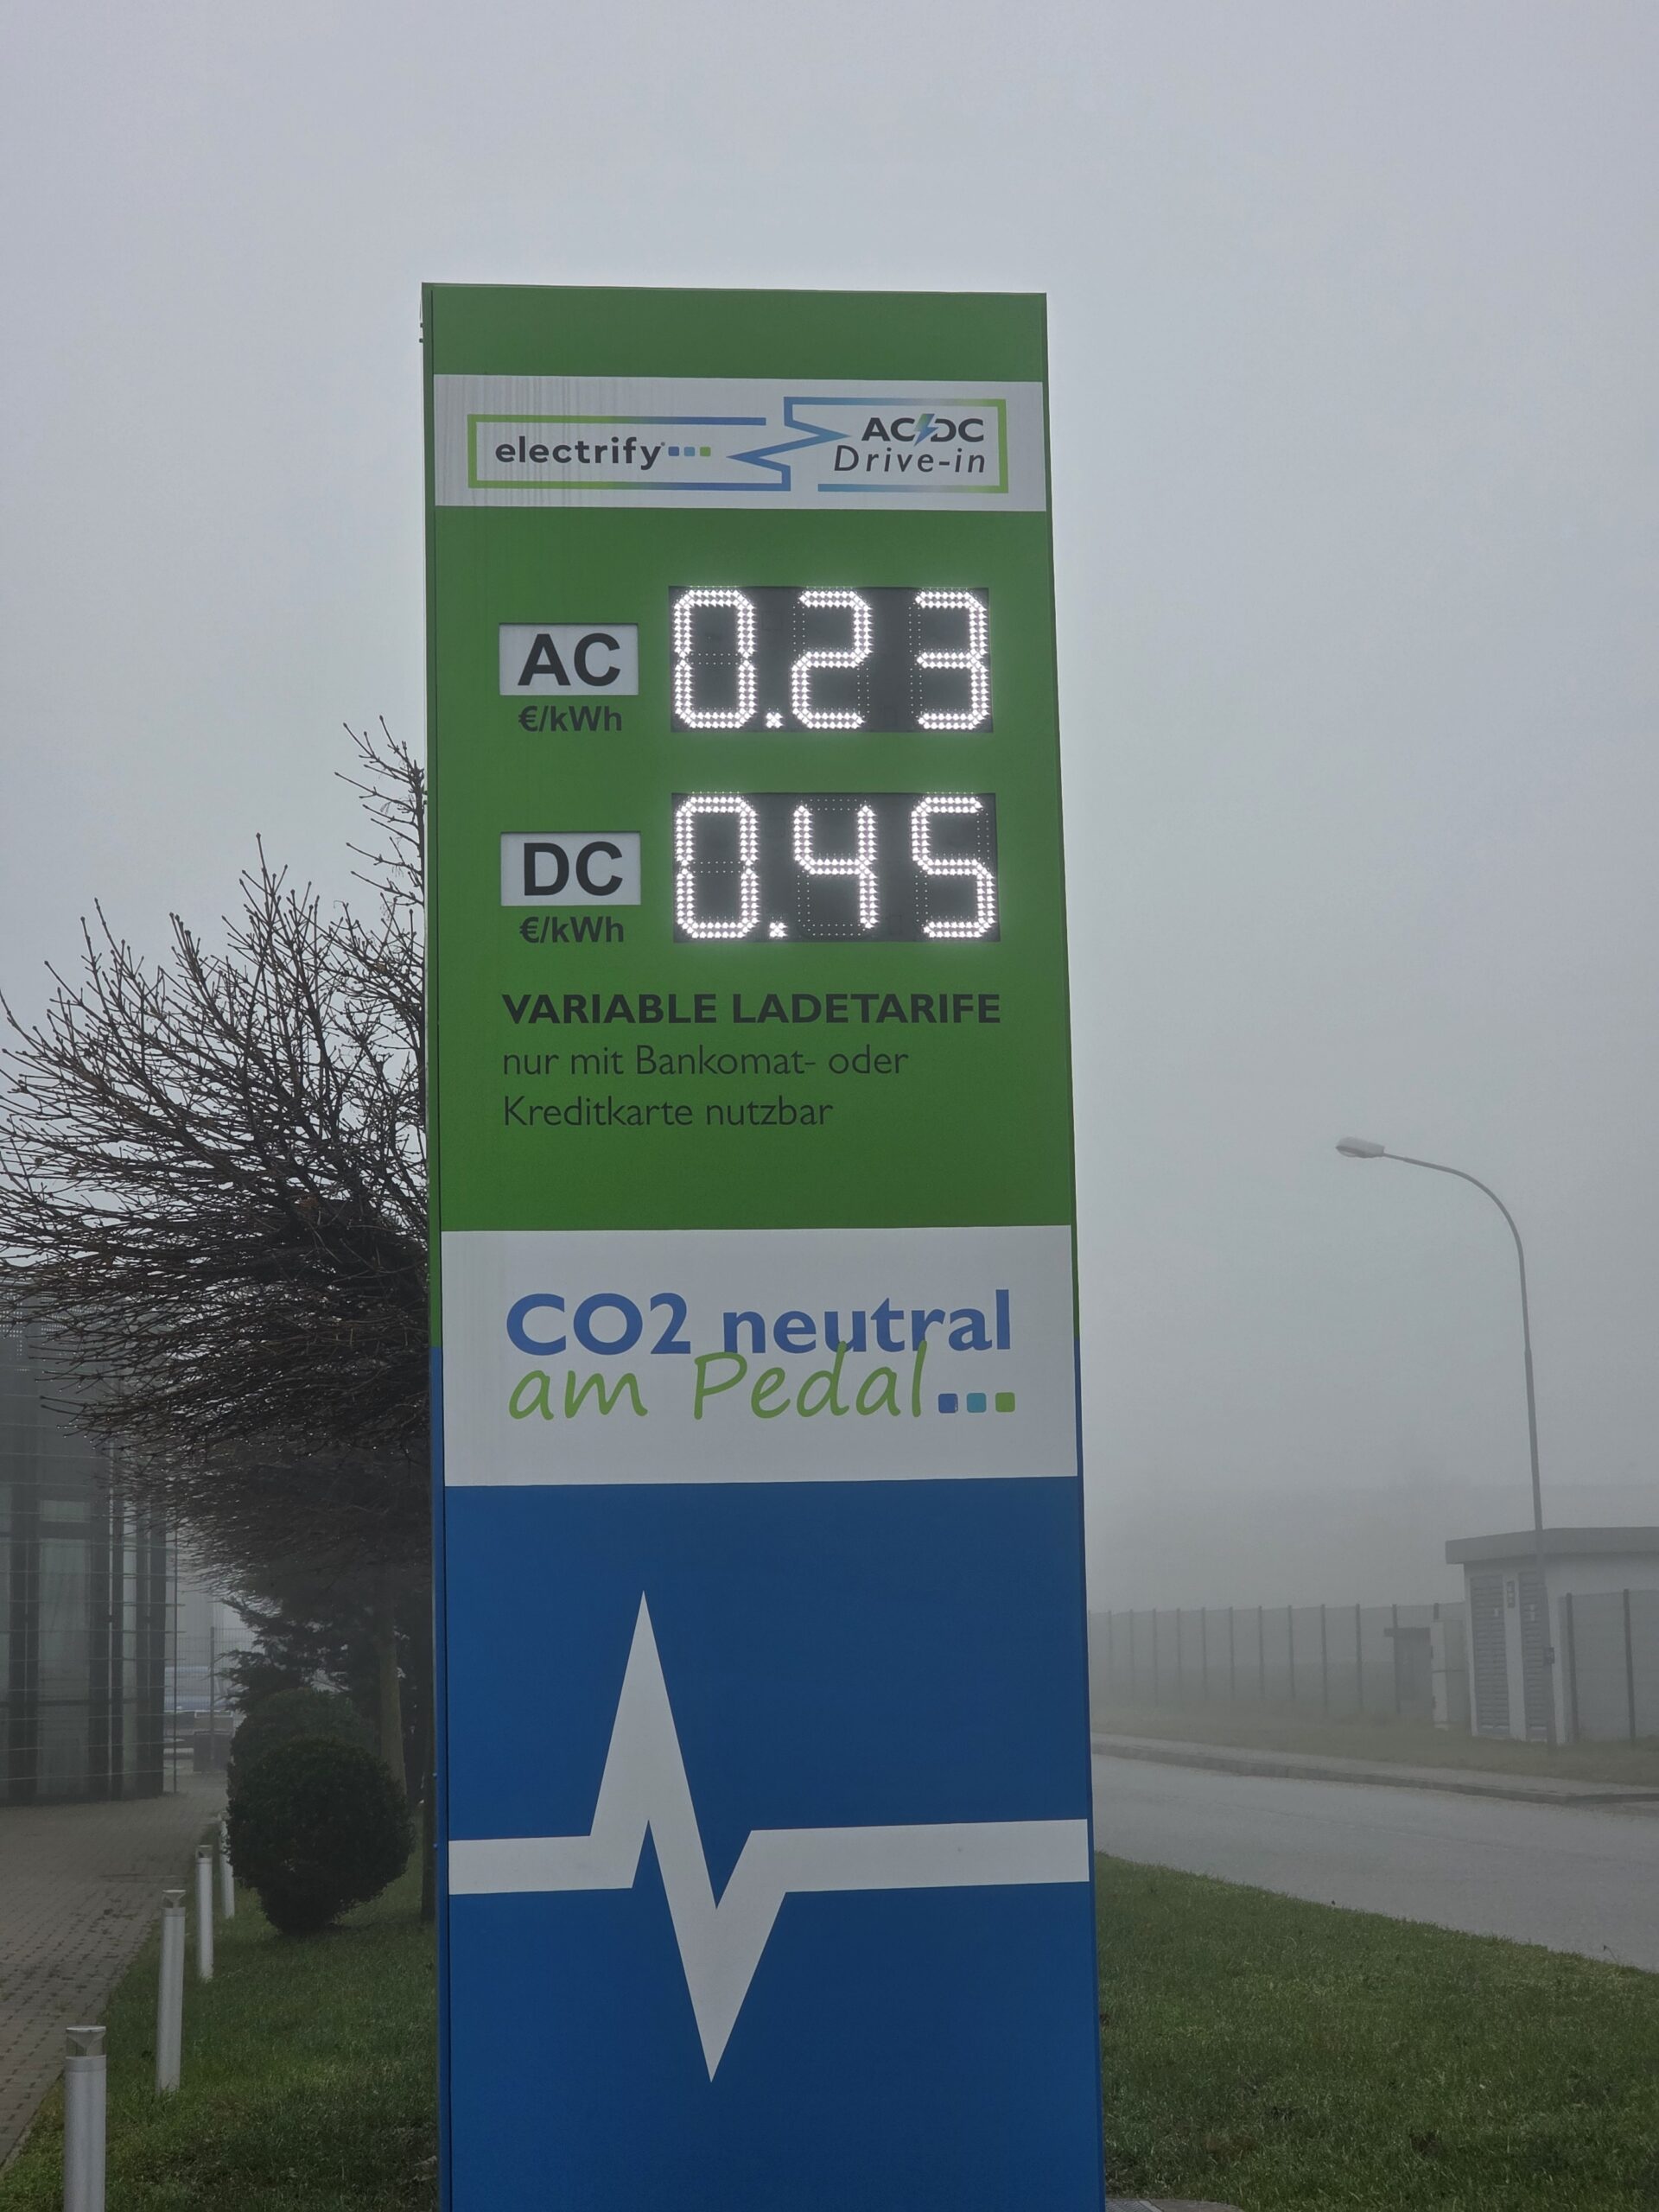 electrify
AC DC
Drive-in
AC
€/kWh
0.23
DC
€/kWh
0.45
VARIABLE LADETARIFE
nur mit Bankomat- oder
Kreditkarte nutzbar
CO2 neutral
am Pedal...